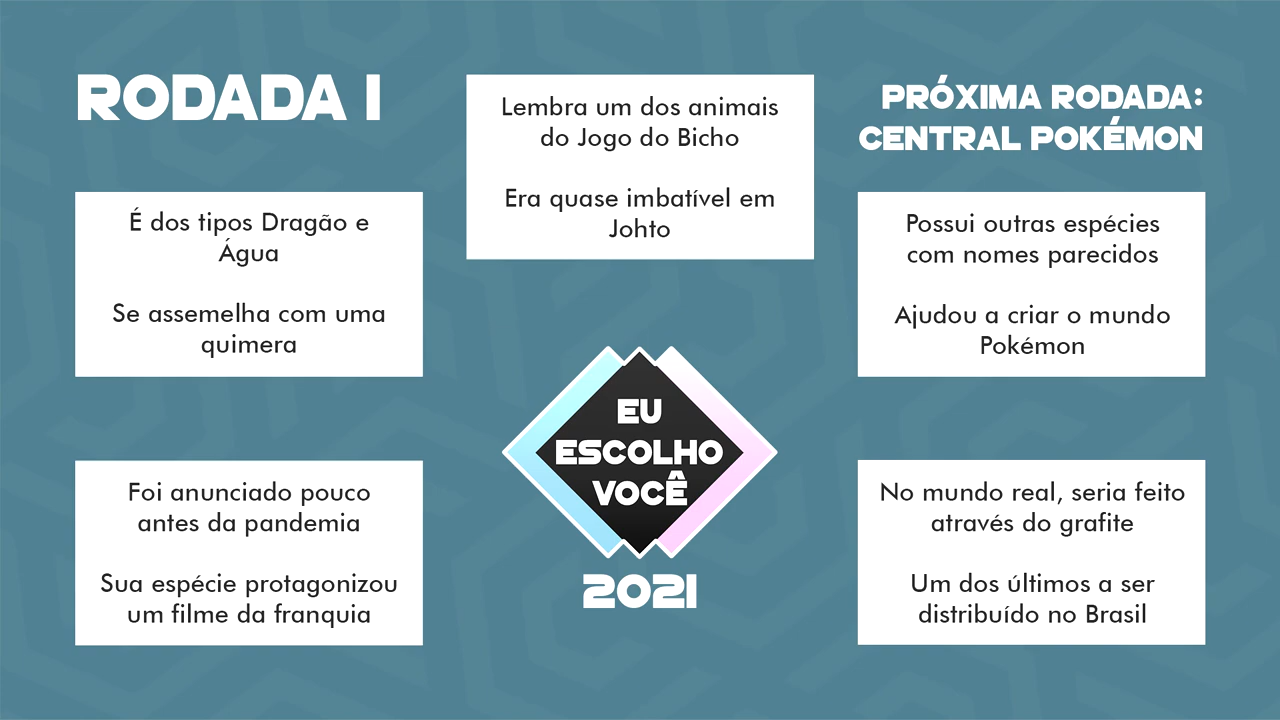 RODADA I
Lembra um dos animais
do Jogo do Bicho
Era quase imbatível em
Johto
PRÓXIMA RODADA:
CENTRAL POKÉMON
É dos tipos Dragão e
Água
Se assemelha com uma
quimera
Possui outras espécies
com nomes parecidos
Ajudou a criar o mundo
Pokémon
EU
ESCOLHO
VOCÊ
2021
Foi anunciado pouco
antes da pandemia
Sua espécie protagonizou
um filme da franquia
No mundo real, seria feito
através do grafite
Um dos últimos a ser
distribuído no Brasil